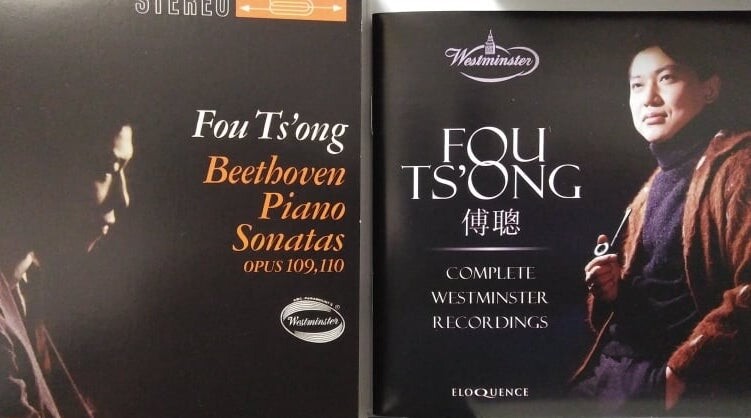 STEREO
Fou Ts'ong
Beethoven
Piano
Sonatas
OPUS 109,110
Westminster
Westminster
FOU
TS'ONG
傅聰
COMPLETE
WESTMINSTER
RECORDINGS
ELOQUENCE